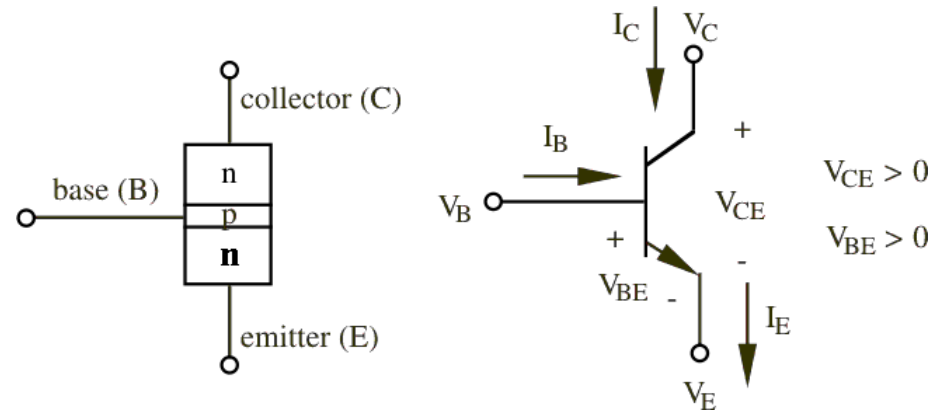 collector (C)
n
base (B)
p
n
emitter (E)
I_C
V_C
I_B
+
V_CE > 0
V_B
V_CE
+
V_BE > 0
-
V_BE
-
I_E
V_E